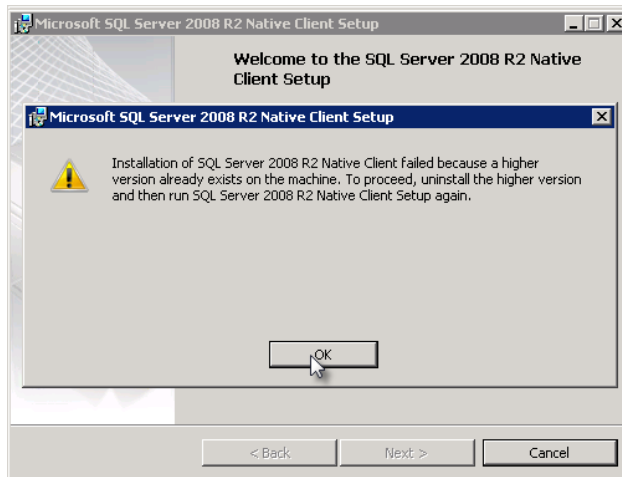 Microsoft SQL Server 2008 R2 Native Client Setup
Welcome to the SQL Server 2008 R2 Native
Client Setup
Microsoft SQL Server 2008 R2 Native Client Setup
Installation of SQL Server 2008 R2 Native Client failed because a higher
version already exists on the machine. To proceed, uninstall the higher version
and then run SQL Server 2008 R2 Native Client Setup again.
OK
< Back
Next >
Cancel